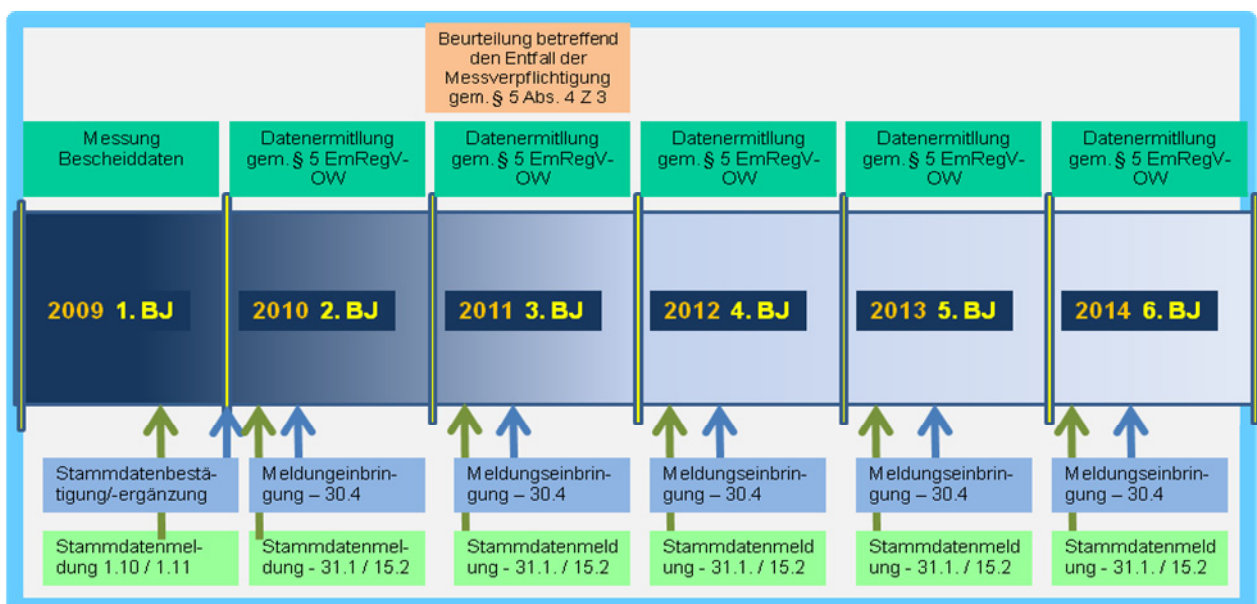 Beurteilung betreffend
den Entfall der
Messverpflichtigung
gem. § 5 Abs. 4 Z 3
Messung
Bescheiddaten
Datenermitllung
gem. § 5 EmRegV-
OW
Datenermitllung
gem. § 5 EmRegV-
OW
Datenermitllung
gem. § 5 EmRegV-
OW
Datenermitllung
gem. § 5 EmRegV-
OW
Datenermitllung
gem. § 5 EmRegV-
OW
2009 1. BJ
2010 2. BJ
2011 3. BJ
2012 4. BJ
2013 5. BJ
2014 6. BJ
Stammdatenbestä-
tigung/-ergänzung
Meldungeinbrin-
gung – 30.4
Meldungseinbrin-
gung – 30.4
Meldungseinbrin-
gung – 30.4
Meldungseinbrin-
gung – 30.4
Meldungseinbrin-
gung – 30.4
Stammdatenmel-
dung 1.10 / 1.11
Stammdatenmel-
dung - 31.1 / 15.2
Stammdatenmeld
ung - 31.1. / 15.2
Stammdatenmeld
ung - 31.1. / 15.2
Stammdatenmeld
ung - 31.1. / 15.2
Stammdatenmeld
ung - 31.1. / 15.2